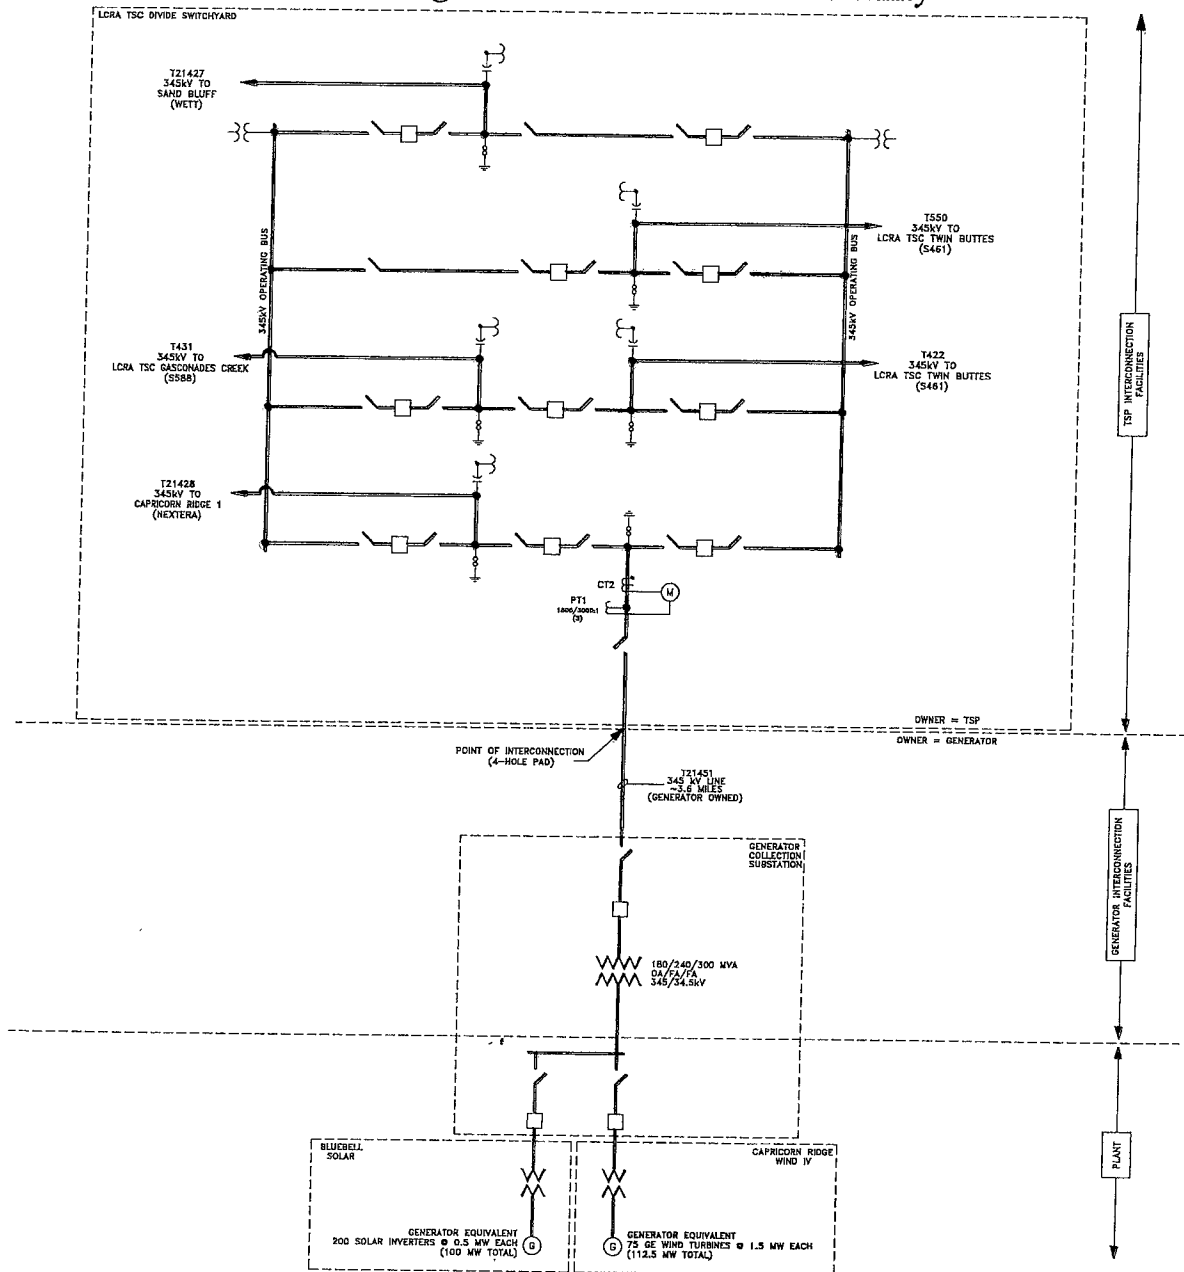 LCRA TSC DIVIDE SWITCHYARD
T21427
345kV TO
SAND BLUFF
(WETT)
T550
345kV TO
LCRA TSC TWIN BUTTES
(S461)
345kV OPERATING BUS
345kV OPERATING BUS
T431
345kV TO
LCRA TSC GASCONADES CREEK
(S588)
T422
345kV TO
LCRA TSC TWIN BUTTES
(S461)
TSP INTERCONNECTION
FACILITIES
T21428
345kV TO
CAPRICORN RIDGE 1
(NEXTERA)
CT2
M
PT1
1800/3000:1
(3)
OWNER = TSP
OWNER = GENERATOR
POINT OF INTERCONNECTION
(4-HOLE PAD)
T21451
345 kV LINE
~3.6 MILES
(GENERATOR OWNED)
GENERATOR
COLLECTION
SUBSTATION
GENERATOR INTERCONNECTION
FACILITIES
180/240/300 MVA
OA/FA/FA
345/34.5kV
BLUEBELL
SOLAR
CAPRICORN RIDGE
WIND IV
PLANT
GENERATOR EQUIVALENT
200 SOLAR INVERTERS @ 0.5 MW EACH
(100 MW TOTAL)
G
G
GENERATOR EQUIVALENT
75 GE WIND TURBINES @ 1.5 MW EACH
(112.5 MW TOTAL)